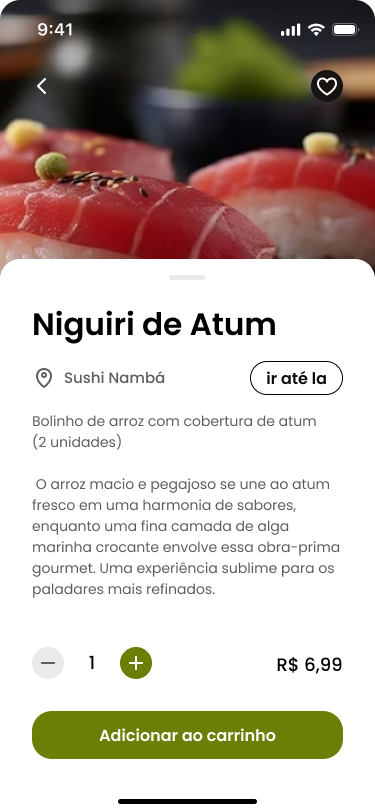 9:41
Niguiri de Atum
Sushi Nambá
ir até la
Bolinho de arroz com cobertura de atum
(2 unidades)
O arroz macio e pegajoso se une ao atum
fresco em uma harmonia de sabores,
enquanto uma fina camada de alga
marinha crocante envolve essa obra-prima
gourmet. Uma experiência sublime para os
paladares mais refinados.
1
R$ 6,99
Adicionar ao carrinho